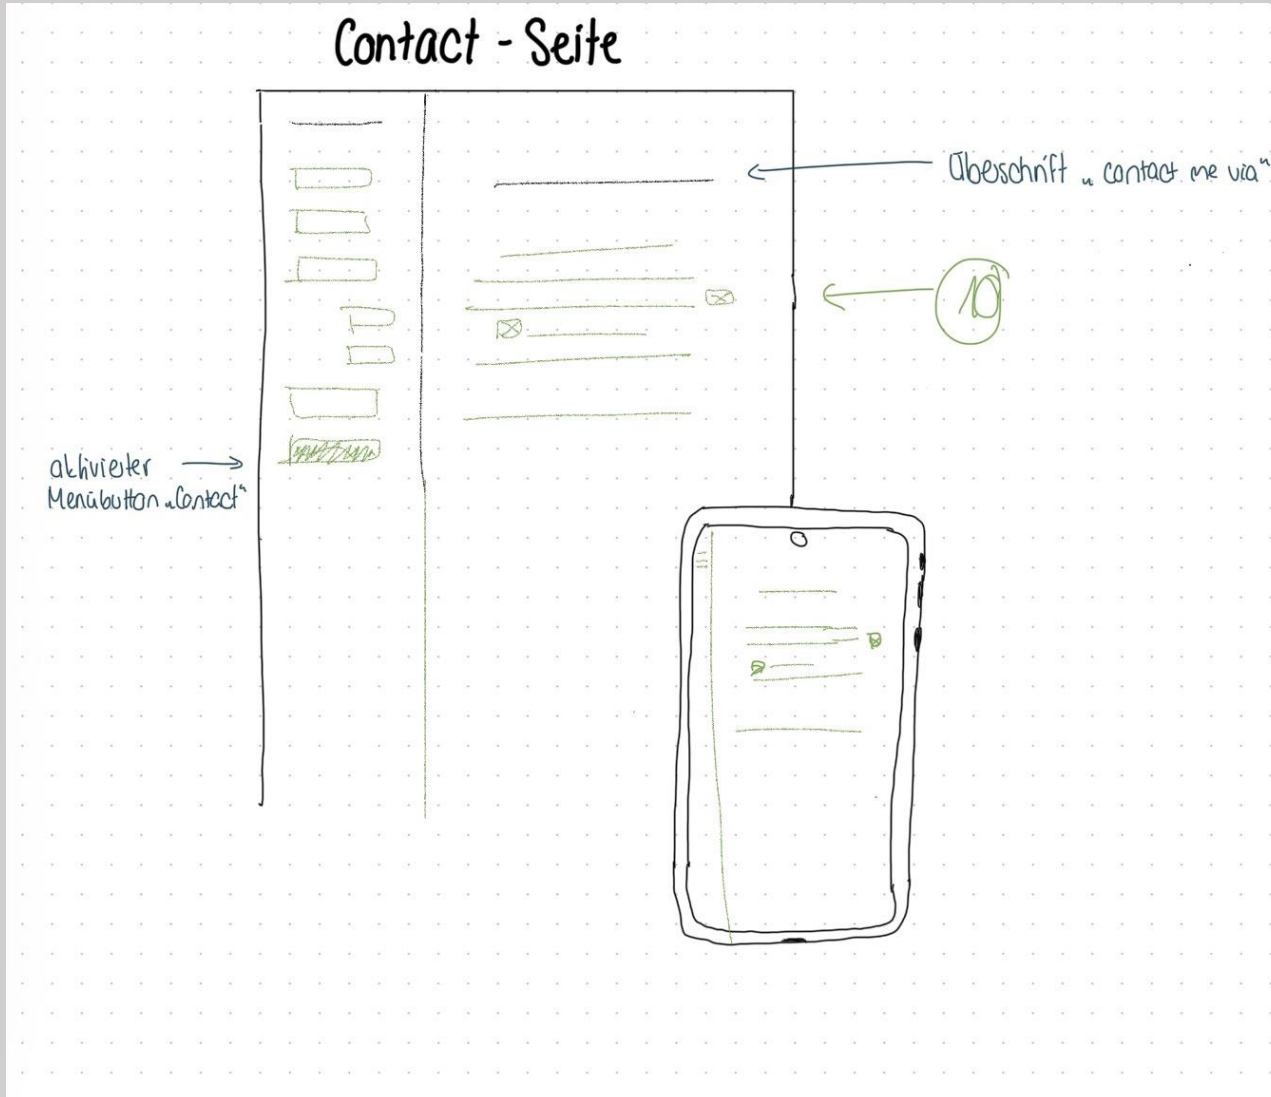 Contact - Seite
Überschrift „ contact me via"
10
aktivierter
Menübutton „Contact"